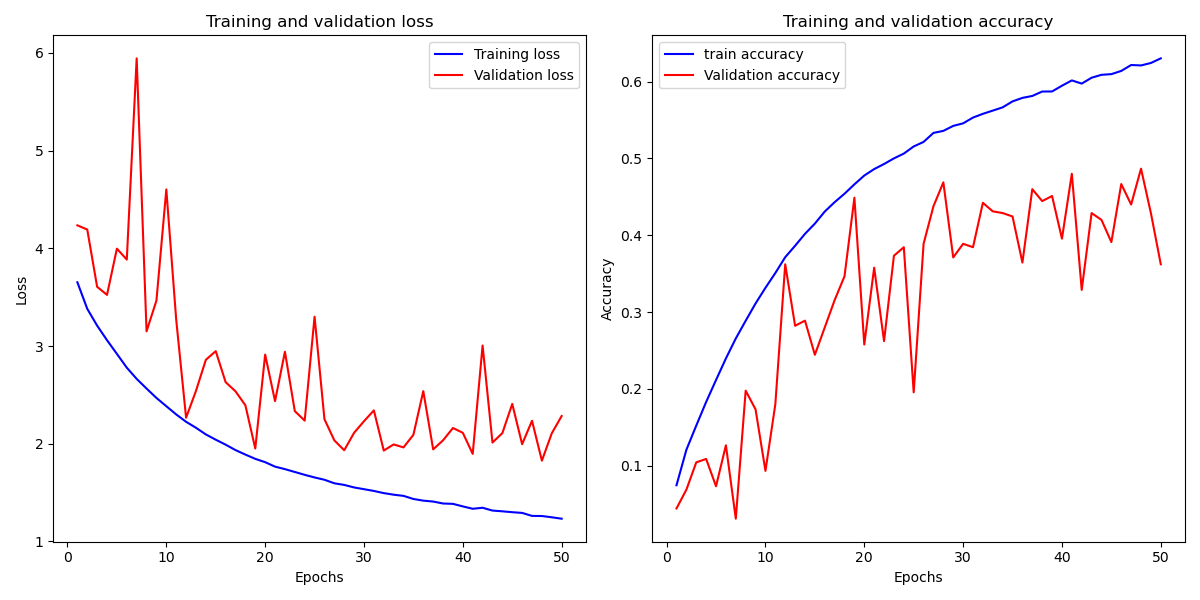 Training and validation loss
Training loss
Validation loss
6
5
4
3
2
1
Loss
0 10 20 30 40 50
Epochs
Training and validation accuracy
train accuracy
Validation accuracy
0.6
0.5
0.4
0.3
0.2
0.1
Accuracy
0 10 20 30 40 50
Epochs